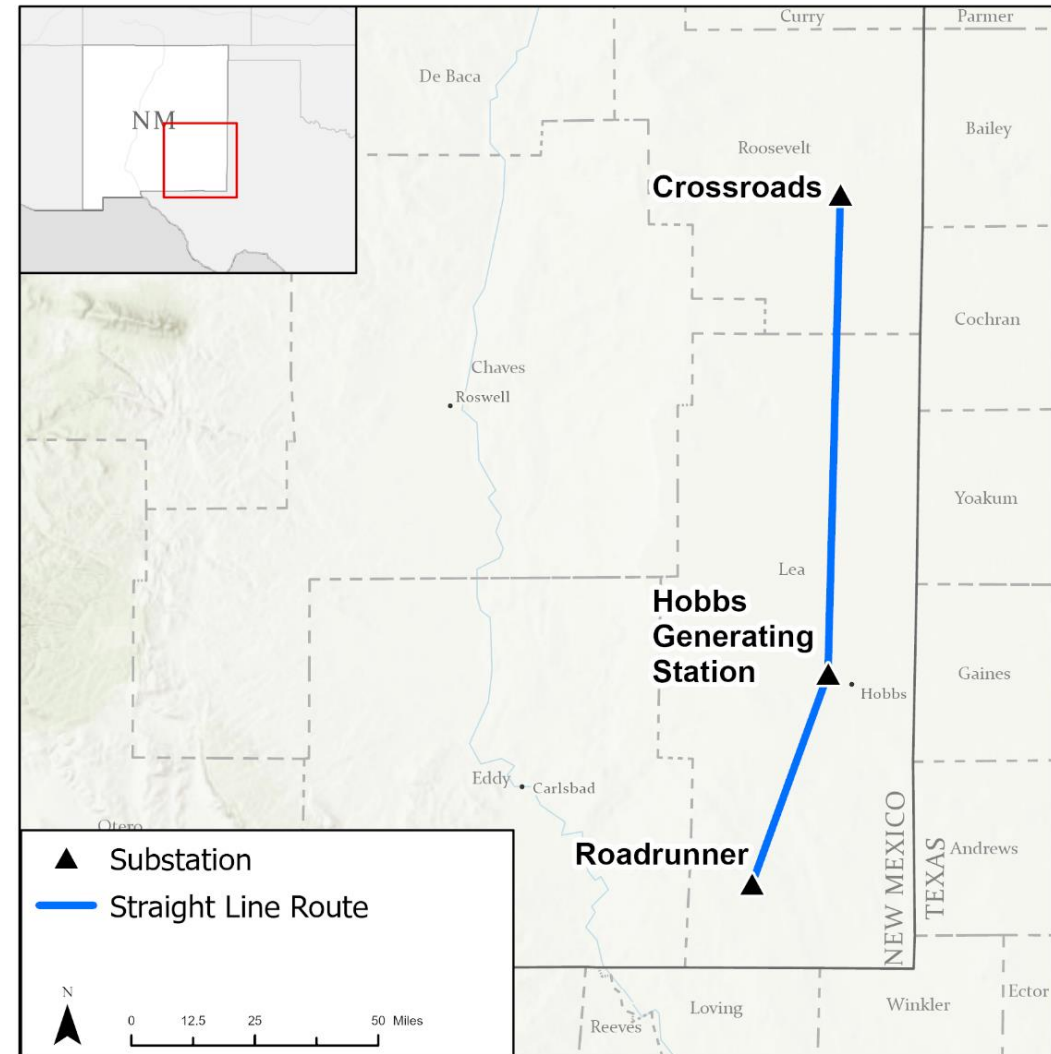 NM
Curry
Parmer
De Baca
Bailey
Roosevelt
Crossroads
Cochran
Chaves
Roswell
Yoakum
Lea
Hobbs
Generating
Station
Gaines
Hobbs
Eddy
Carlsbad
Otero
NEW MEXICO
TEXAS
Andrews
Roadrunner
Substation
Straight Line Route
N
0 12.5 25 50 Miles
Loving
Winkler
Ector
Reeves